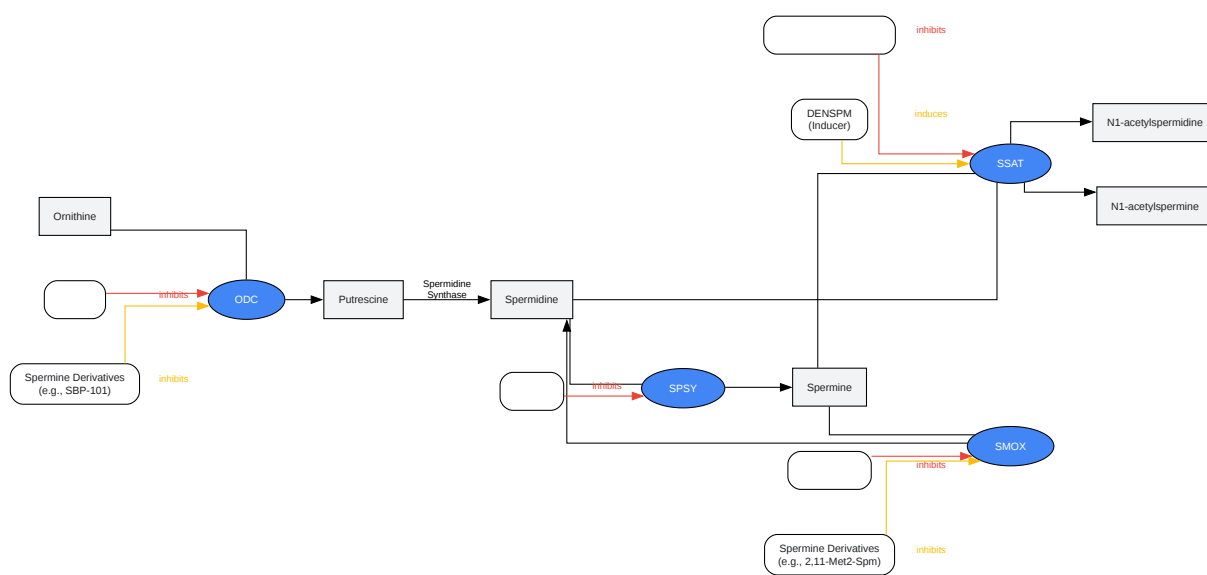 inhibits
DENSPM
(Inducer)
induces
N1-acetylspermidine
SSAT
N1-acetylspermine
Ornithine
inhibits
ODC
Putrescine
Spermidine
Synthase
Spermidine
Spermine Derivatives
(e.g., SBP-101)
inhibits
inhibits
SPSY
Spermine
SMOX
inhibits
Spermine Derivatives
(e.g., 2,11-Met2-Spm)
inhibits